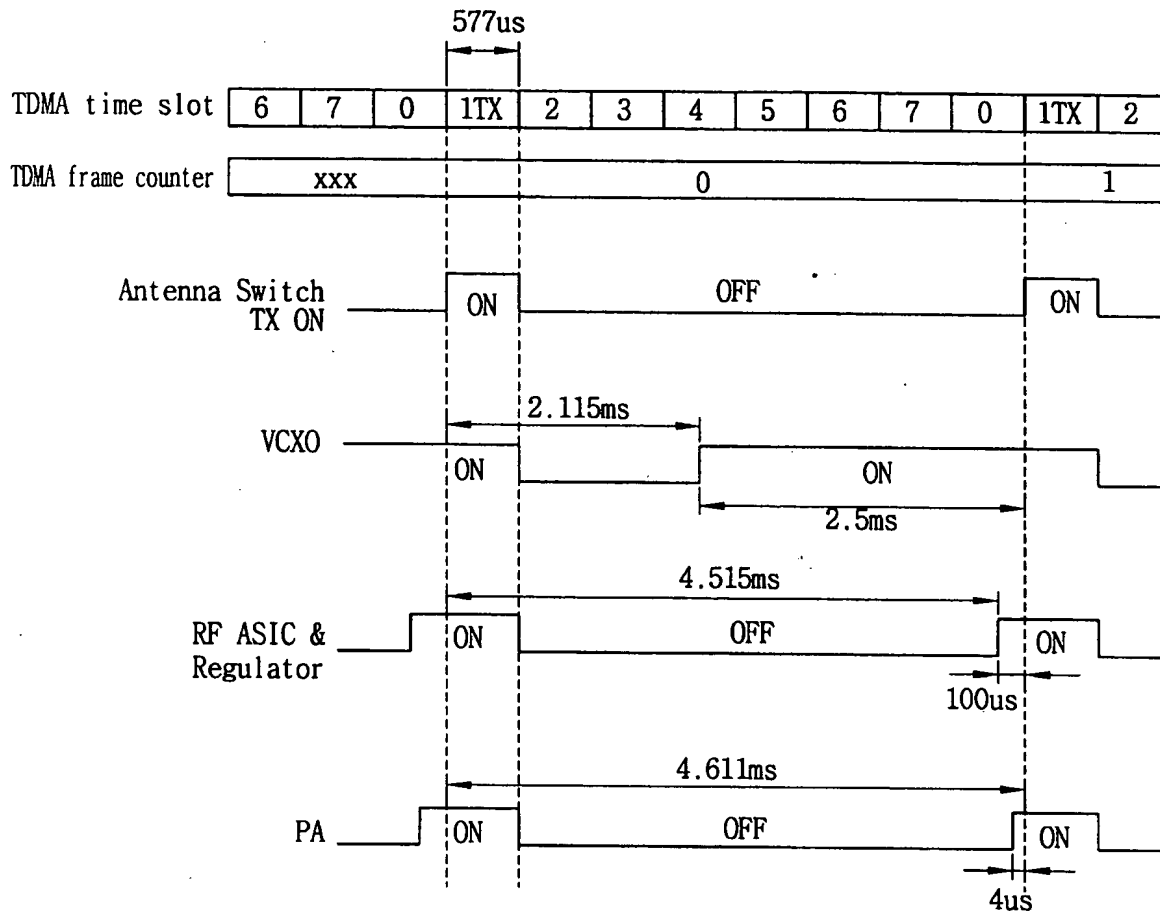 577us
TDMA time slot 6 7 0 1TX 2 3 4 5 6 7 0 1TX 2
TDMA frame counter xxx 0 1
Antenna Switch
TX ON
ON OFF ON
2.115ms
VCXO
ON ON
2.5ms
4.515ms
RF ASIC &
Regulator
ON OFF ON
100us
4.611ms
PA ON OFF ON
4us